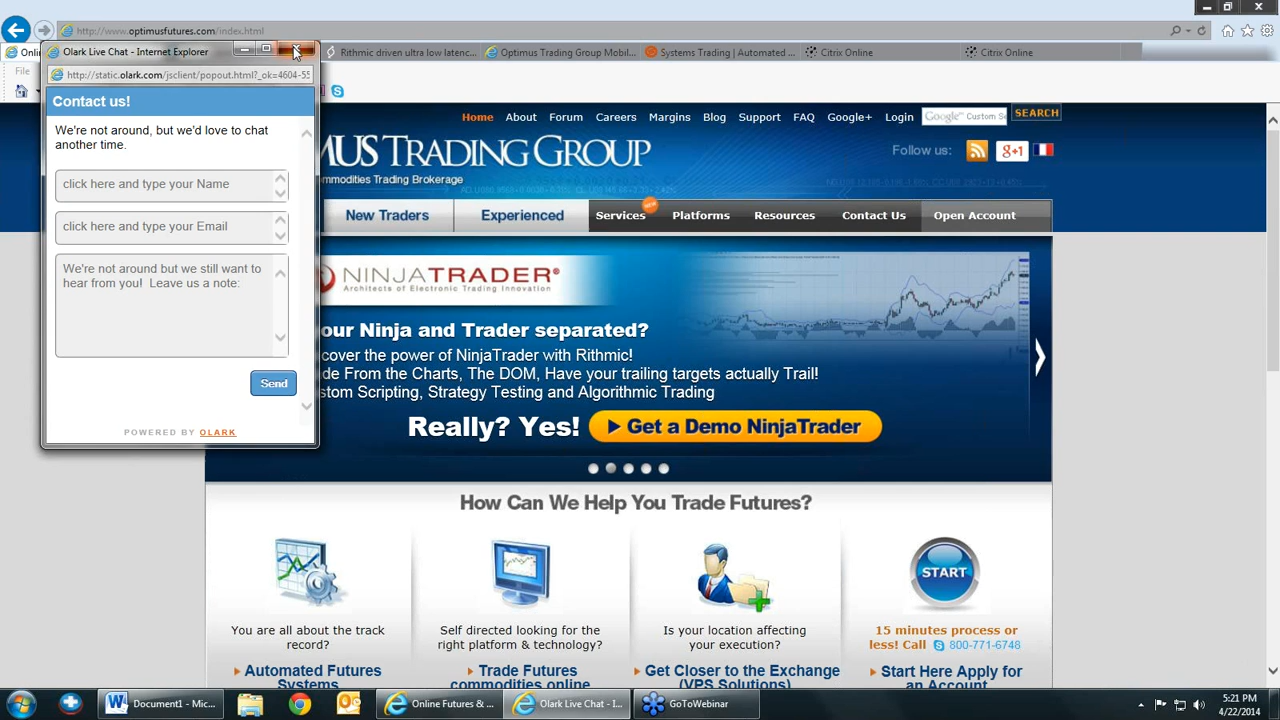 http://www.optimusfutures.com/index.html
Onlin
Olark Live Chat - Internet Explorer
Rithmic driven ultra low latenc...
Optimus Trading Group Mobil...
Systems Trading | Automated ...
Citrix Online
Citrix Online
File
http://static.olark.com/jsclient/popout.html?_ok=4604-55
Contact us!
We're not around, but we'd love to chat
another time.
click here and type your Name
click here and type your Email
We're not around but we still want to
hear from you! Leave us a note:
Send
POWERED BY OLARK
Home About Forum Careers Margins Blog Support FAQ Google+ Login
Google™ Custom Se
SEARCH
MUS TRADING GROUP
ommodities Trading Brokerage
Follow us:
g+1
New Traders
Experienced
Services
NEW
Platforms
Resources
Contact Us
Open Account
NINJATRADER®
Architects of Electronic Trading Innovation
our Ninja and Trader separated?
cover the power of NinjaTrader with Rithmic!
de From the Charts, The DOM, Have your trailing targets actually Trail!
stom Scripting, Strategy Testing and Algorithmic Trading
Really? Yes!
Get a Demo NinjaTrader
How Can We Help You Trade Futures?
START
You are all about the track
record?
Automated Futures
Systems
Self directed looking for the
right platform & technology?
Trade Futures
commodities online
Is your location affecting
your execution?
Get Closer to the Exchange
(VPS Solutions)
15 minutes process or
less! Call 800-771-6748
Start Here Apply for
an Account
Document1 - Mic...
Online Futures & ...
Olark Live Chat - I...
GoToWebinar
5:21 PM
4/22/2014